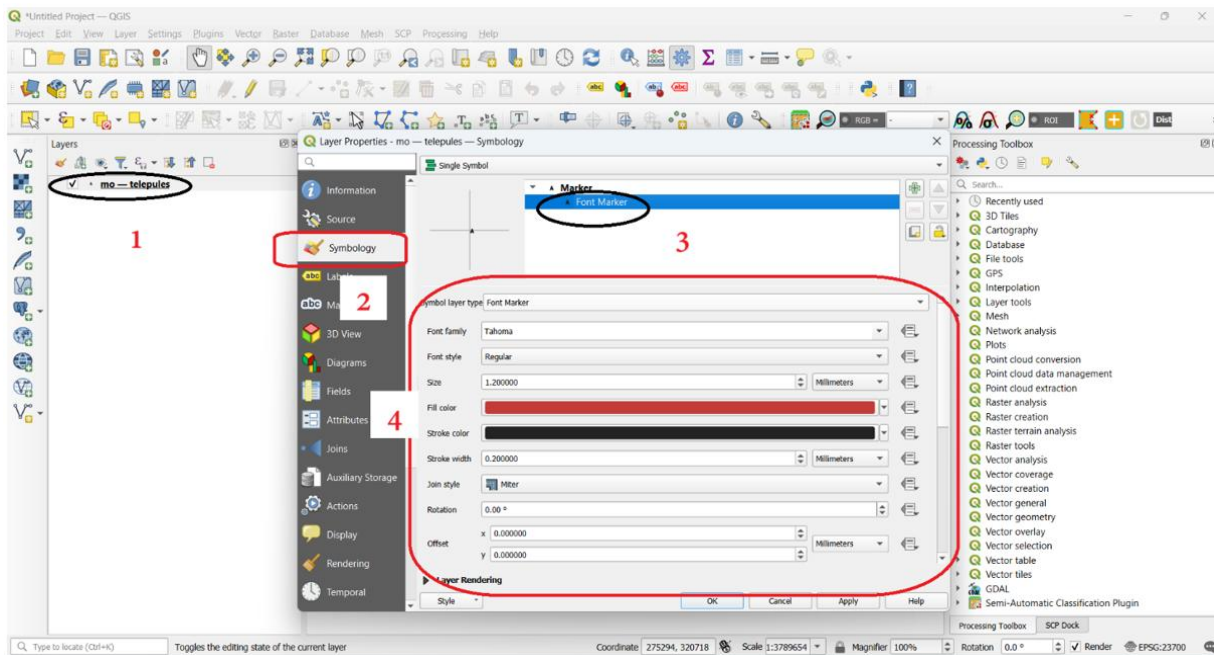 *Untitled Project — QGIS
Project Edit View Layer Settings Plugins Vector Raster Database Mesh SCP Processing Help
RGB =
ROI
Dist
Layers
mo — telepules
1
Layer Properties - mo — telepules — Symbology
Information
Source
Symbology
Labels
2
3D View
Diagrams
Fields
Attributes
4
Joins
Auxiliary Storage
Actions
Display
Rendering
Temporal
Single Symbol
Marker
Font Marker
3
Symbol layer type Font Marker
Font family Tahoma
Font style Regular
Size 1.200000 Millimeters
Fill color
Stroke color
Stroke width 0.200000 Millimeters
Join style Miter
Rotation 0.00 °
Offset x 0.000000 Millimeters
y 0.000000
Layer Rendering
Style OK Cancel Apply Help
Processing Toolbox
Search...
Recently used
3D Tiles
Cartography
Database
File tools
GPS
Interpolation
Layer tools
Mesh
Network analysis
Plots
Point cloud conversion
Point cloud data management
Point cloud extraction
Raster analysis
Raster creation
Raster terrain analysis
Raster tools
Vector analysis
Vector coverage
Vector creation
Vector general
Vector geometry
Vector overlay
Vector selection
Vector table
Vector tiles
GDAL
Semi-Automatic Classification Plugin
Processing Toolbox SCP Dock
Type to locate (Ctrl+K) Toggles the editing state of the current layer Coordinate 275294, 320718 Scale 1:3789654 Magnifier 100% Rotation 0.0 ° Render EPSG:23700